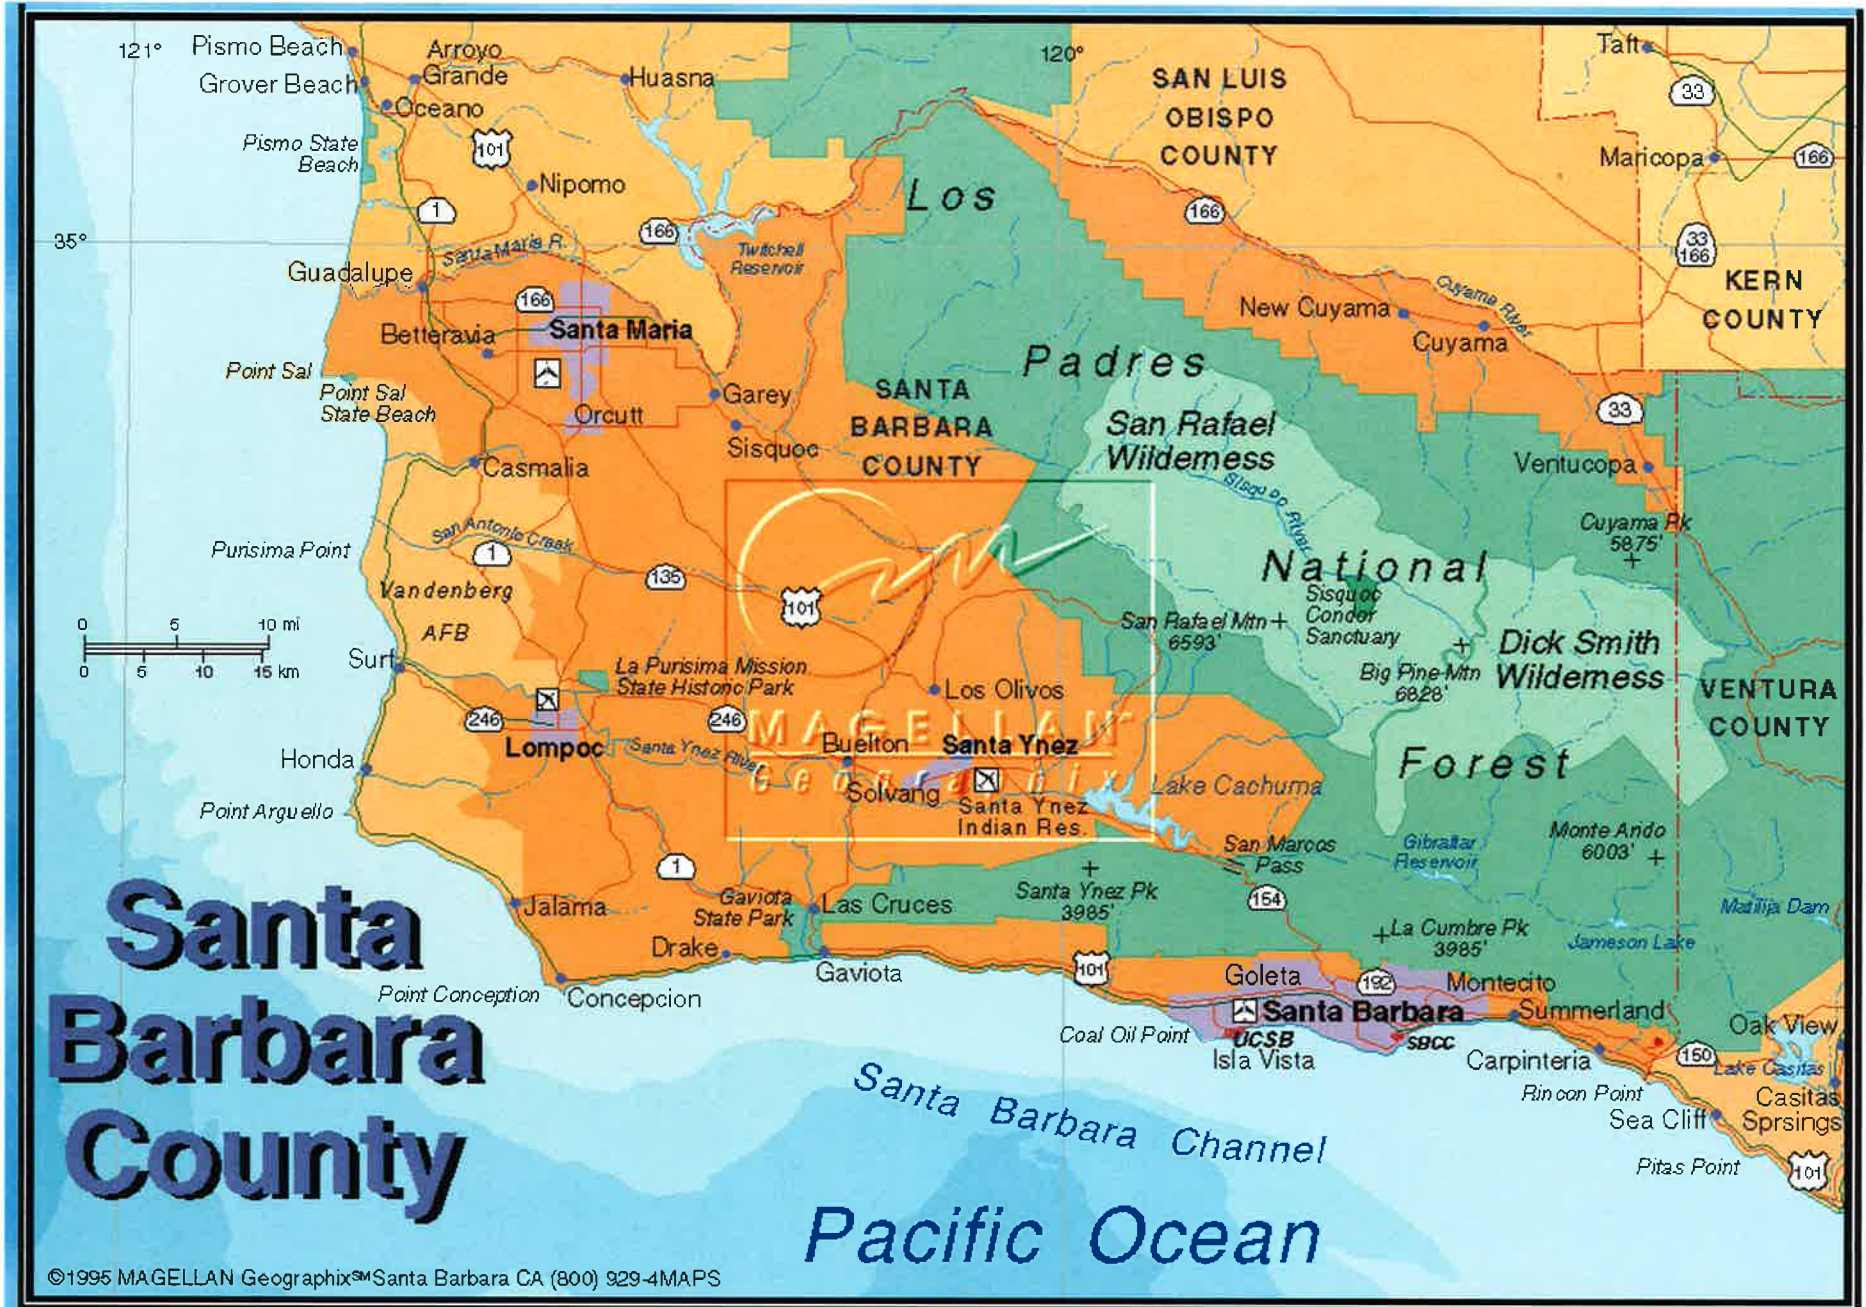 121°
Pismo Beach
Arroyo
Grande
Huasna
120°
SAN LUIS
OBISPO
COUNTY
Taft
33
Grover Beach
Oceano
Pismo State
Beach
101
Nipomo
Maricopa
166
Los
1
166
166
35°
Santa Maria R.
Twitchell
Reservoir
33
166
KERN
COUNTY
Guadalupe
166
Cuyama River
New Cuyama
Cuyama
Betteravia
Santa Maria
Padres
Point Sal
Point Sal
State Beach
Orcutt
Garey
SANTA
BARBARA
COUNTY
San Rafael
Wilderness
33
Sisquoc
Ventucopa
Casmalia
Sisquoc River
San Antonio Creek
Cuyama Pk
5875'
Purisima Point
1
National
135
101
Vandenberg
AFB
Sisquoc
Condor
Sanctuary
San Rafael Mtn
6593'
0 5 10 mi
0 5 10 15 km
Surf
La Purisima Mission
State Historic Park
Big Pine Mtn
6828'
Dick Smith
Wilderness
VENTURA
COUNTY
Los Olivos
246
246
MAGELLAN
Geographix
Lompoc
Santa Ynez River
Buelton
Santa Ynez
Honda
Forest
Solvang
Santa Ynez
Indian Res.
Lake Cachuma
Point Arguello
San Marcos
Pass
Gibraltar
Reservoir
Monte Arido
6003'
1
Santa Ynez Pk
3985'
154
Jalama
Gaviota
State Park
Las Cruces
Matilija Dam
La Cumbre Pk
3985'
Jameson Lake
Drake
Gaviota
101
Goleta
192
Montecito
Point Conception
Concepcion
Santa Barbara
Summerland
Oak View
Coal Oil Point
UCSB
SBCC
Isla Vista
Carpinteria
150
Lake Casitas
Rincon Point
Casitas
Sprsings
Sea Cliff
Pitas Point
101
Santa Barbara Channel
Pacific Ocean
Santa
Barbara
County
©1995 MAGELLAN Geographix℠Santa Barbara CA (800) 929-4MAPS